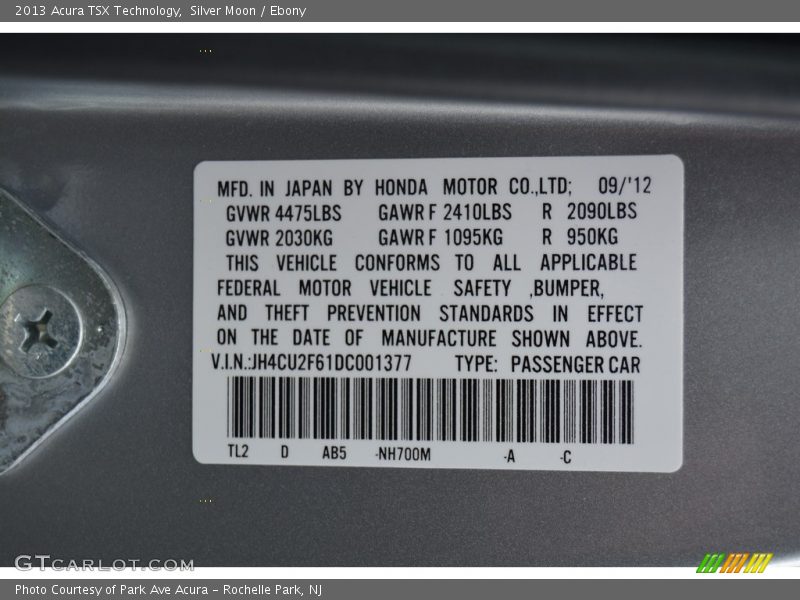 2013 Acura TSX Technology, Silver Moon / Ebony
MFD. IN JAPAN BY HONDA MOTOR CO.,LTD; 09/'12
GVWR 4475LBS GAWR F 2410LBS R 2090LBS
GVWR 2030KG GAWR F 1095KG R 950KG
THIS VEHICLE CONFORMS TO ALL APPLICABLE
FEDERAL MOTOR VEHICLE SAFETY ,BUMPER,
AND THEFT PREVENTION STANDARDS IN EFFECT
ON THE DATE OF MANUFACTURE SHOWN ABOVE.
V.I.N.:JH4CU2F61DC001377 TYPE: PASSENGER CAR
TL2 D AB5 -NH700M -A -C
GTCARLOT.COM
Photo Courtesy of Park Ave Acura - Rochelle Park, NJ